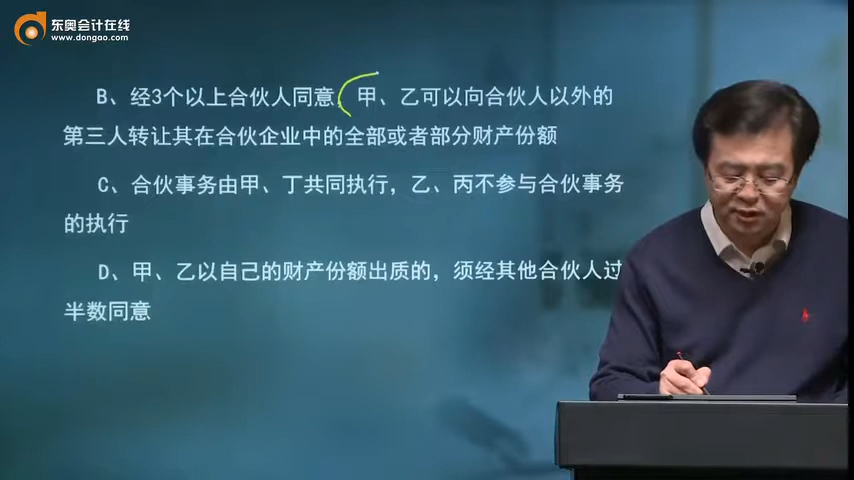 东奥会计在线
www.dongao.com
B、经3个以上合伙人同意，甲、乙可以向合伙人以外的
第三人转让其在合伙企业中的全部或者部分财产份额
C、合伙事务由甲、丁共同执行，乙、丙不参与合伙事务
的执行
D、甲、乙以自己的财产份额出质的，须经其他合伙人过
半数同意